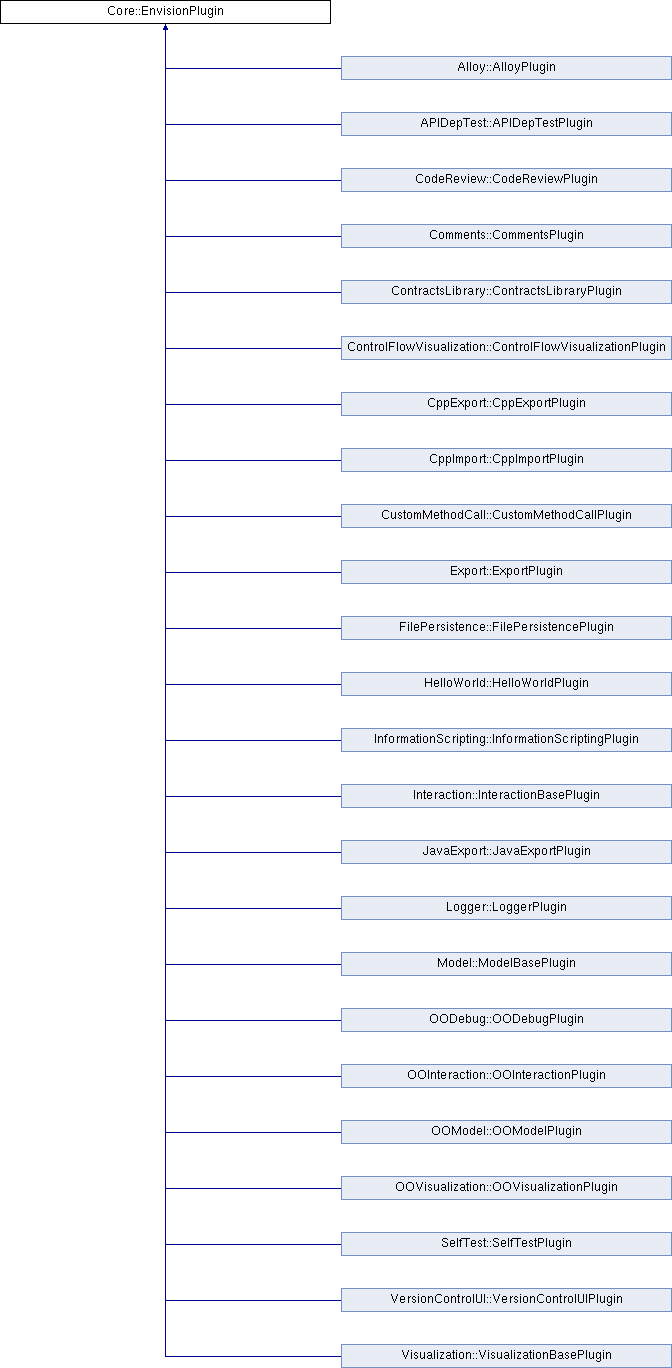 Core::EnvisionPlugin
Alloy::AlloyPlugin
APIDepTest::APIDepTestPlugin
CodeReview::CodeReviewPlugin
Comments::CommentsPlugin
ContractsLibrary::ContractsLibraryPlugin
ControlFlowVisualization::ControlFlowVisualizationPlugin
CppExport::CppExportPlugin
CppImport::CppImportPlugin
CustomMethodCall::CustomMethodCallPlugin
Export::ExportPlugin
FilePersistence::FilePersistencePlugin
HelloWorld::HelloWorldPlugin
InformationScripting::InformationScriptingPlugin
Interaction::InteractionBasePlugin
JavaExport::JavaExportPlugin
Logger::LoggerPlugin
Model::ModelBasePlugin
OODebug::OODebugPlugin
OOInteraction::OOInteractionPlugin
OOModel::OOModelPlugin
OOVisualization::OOVisualizationPlugin
SelfTest::SelfTestPlugin
VersionControlUI::VersionControlUIPlugin
Visualization::VisualizationBasePlugin